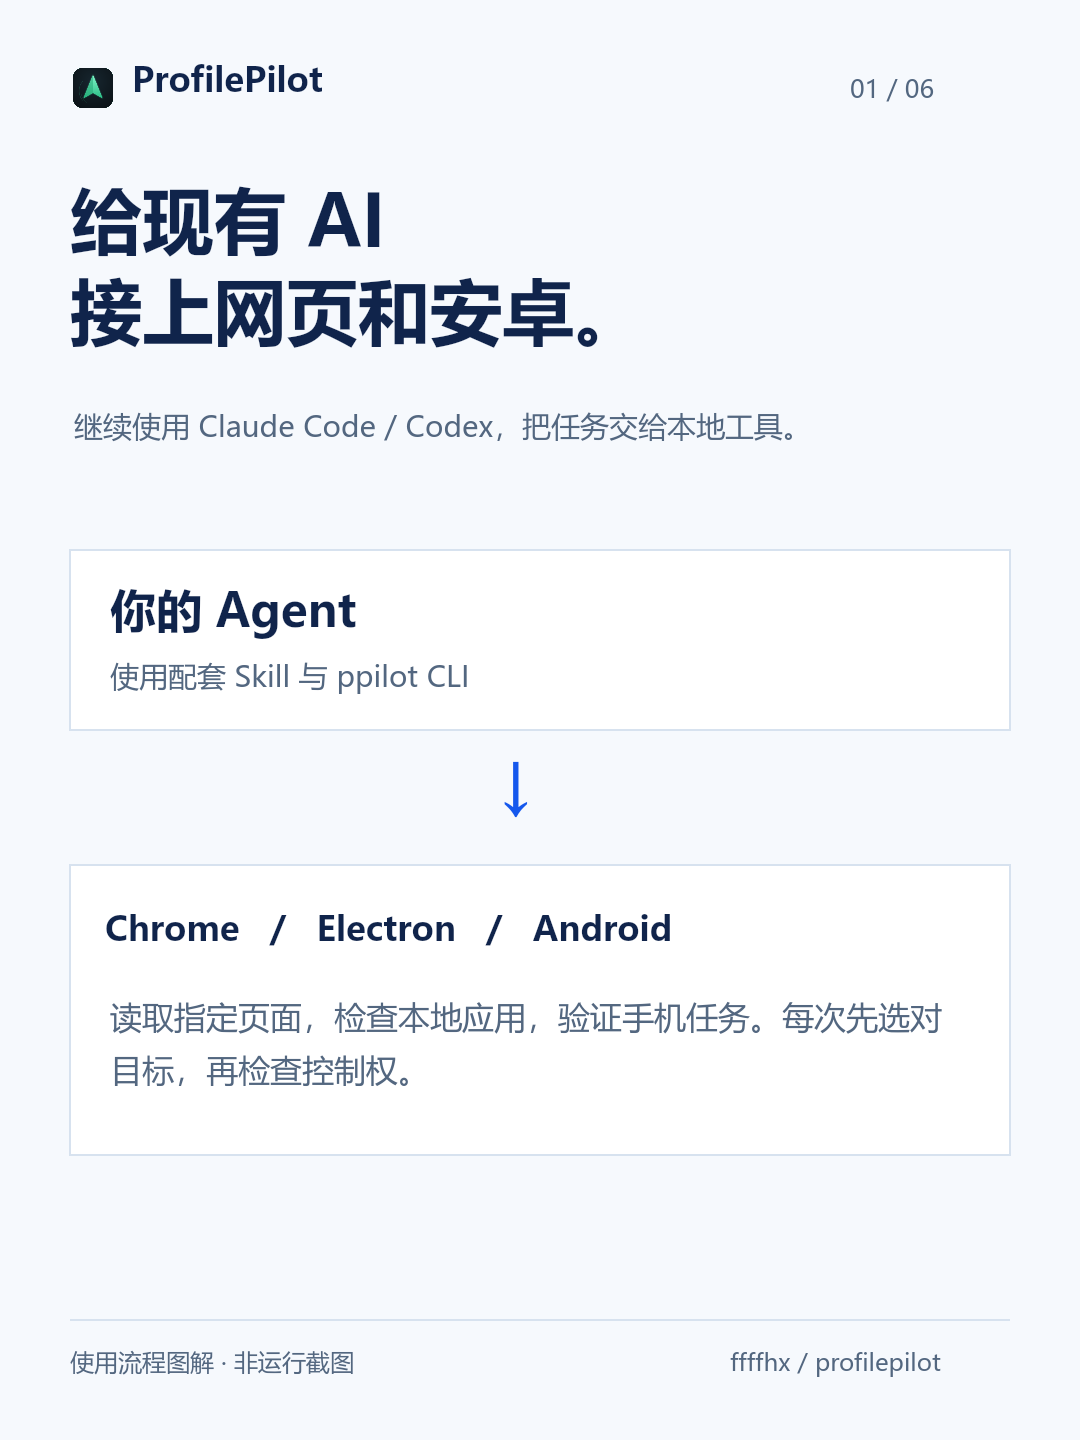 ProfilePilot
01 / 06
给现有 AI
接上网页和安卓。
继续使用 Claude Code / Codex，把任务交给本地工具。
你的 Agent
使用配套 Skill 与 ppilot CLI
↓
Chrome / Electron / Android
读取指定页面，检查本地应用，验证手机任务。每次先选对
目标，再检查控制权。
使用流程图解 · 非运行截图
ffffhx / profilepilot